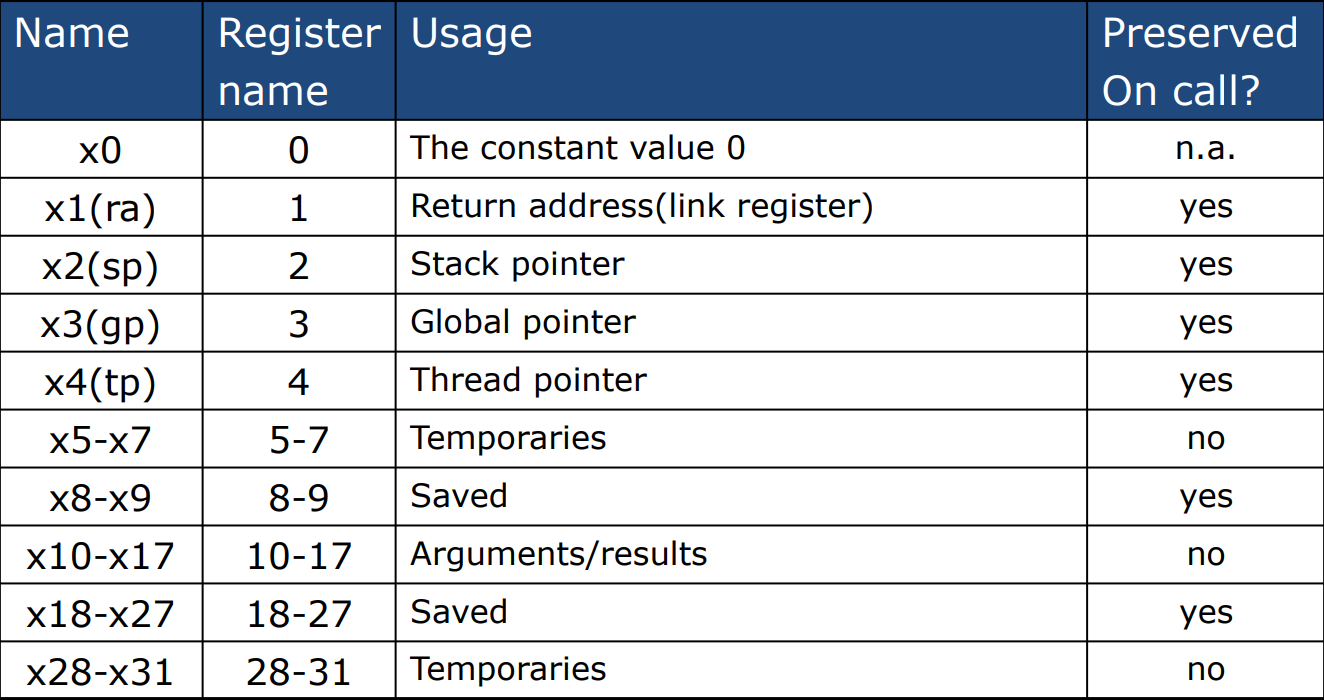 Name Register name Usage Preserved On call?
x0 0 The constant value 0 n.a.
x1(ra) 1 Return address(link register) yes
x2(sp) 2 Stack pointer yes
x3(gp) 3 Global pointer yes
x4(tp) 4 Thread pointer yes
x5-x7 5-7 Temporaries no
x8-x9 8-9 Saved yes
x10-x17 10-17 Arguments/results no
x18-x27 18-27 Saved yes
x28-x31 28-31 Temporaries no